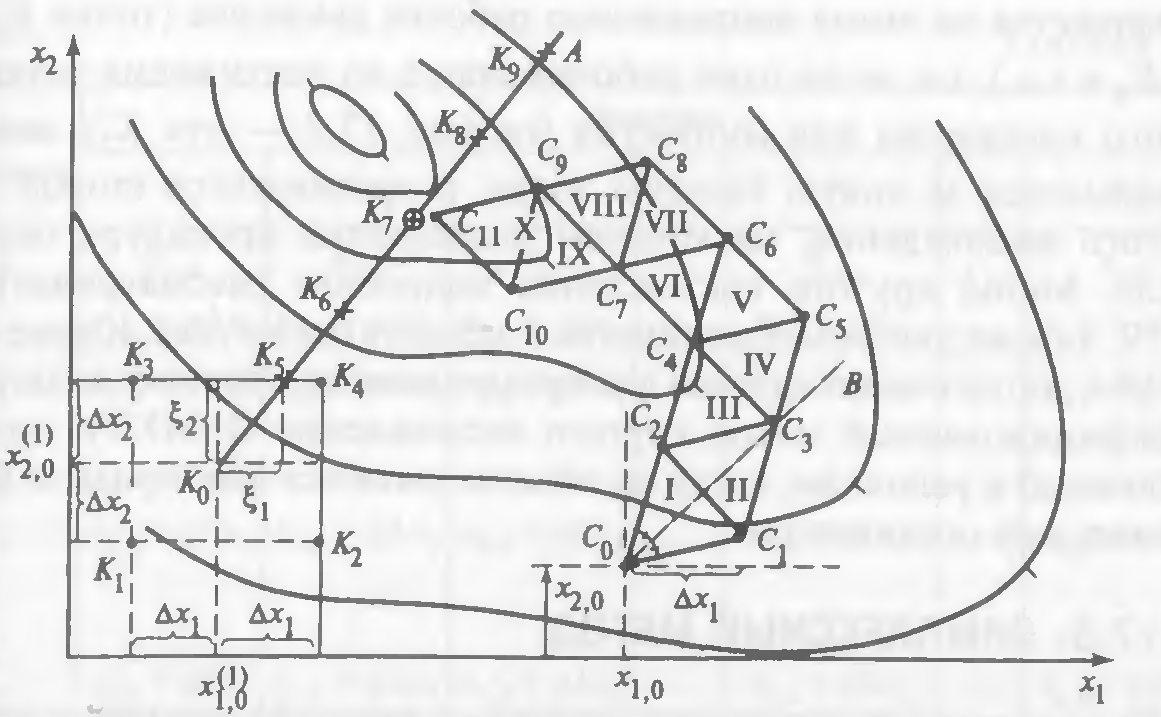 x₂
K₉
A
K₈
C₉
C₈
VIII
VII
K₇
C₁₁
X
IX
C₆
C₇
VI
V
K₆
C₁₀
C₅
C₄
IV
K₃
K₅
K₄
B
Δx₂
ξ₂
C₂
III
C₃
x₂,₀⁽¹⁾
K₀
ξ₁
I
II
Δx₂
C₀
C₁
K₁
K₂
x₂,₀
Δx₁
Δx₁
Δx₁
x₁,₀⁽¹⁾
x₁,₀
x₁